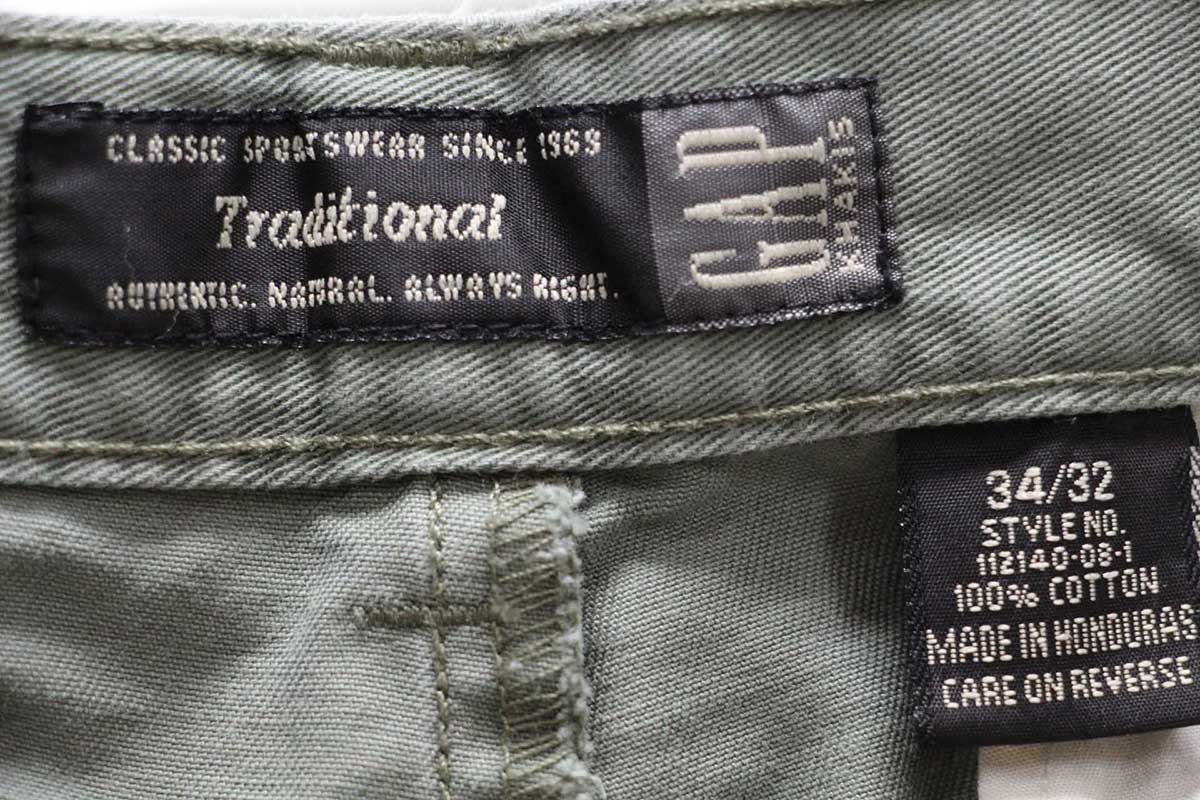 CLASSIC SPORTSWEAR SINCE 1969
Traditional
AUTHENTIC. NATURAL. ALWAYS RIGHT.
GAP
KHAKIS
34/32
STYLE NO.
112140-08-1
100% COTTON
MADE IN HONDURAS
CARE ON REVERSE